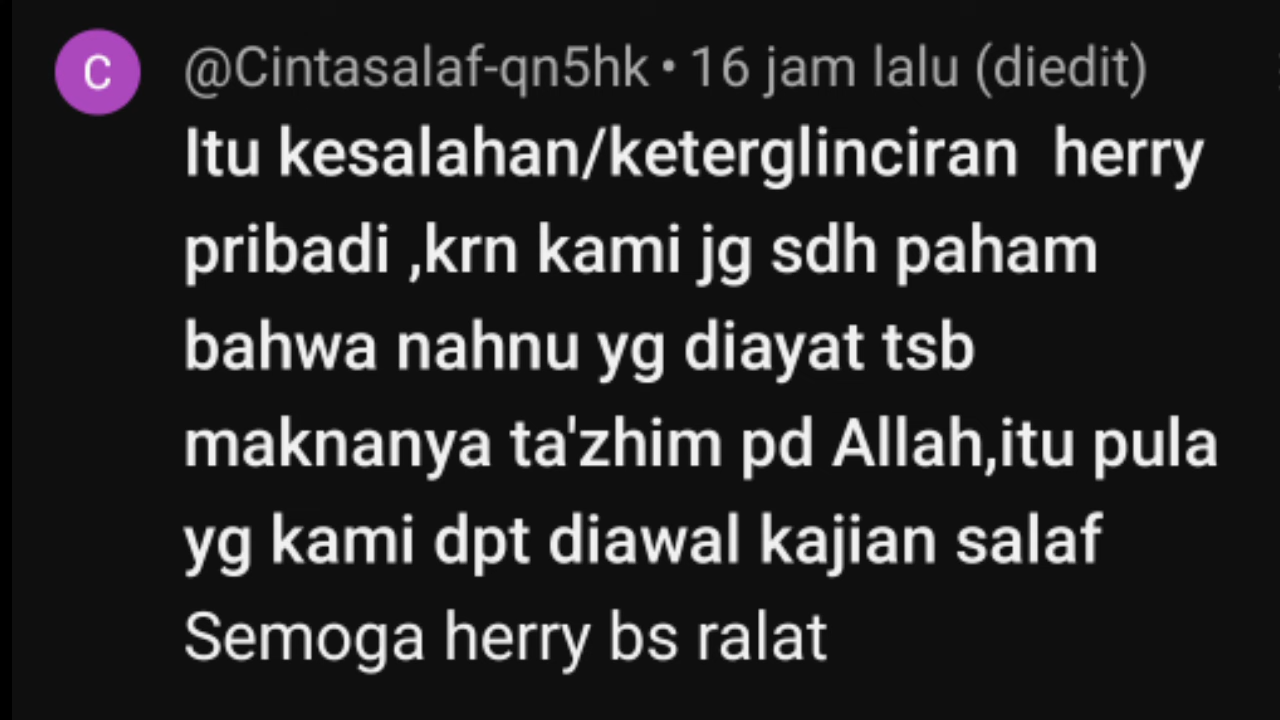 C
@Cintasalaf-qn5hk • 16 jam lalu (diedit)
Itu kesalahan/keterglinciran  herry
pribadi ,krn kami jg sdh paham
bahwa nahnu yg diayat tsb
maknanya ta'zhim pd Allah,itu pula
yg kami dpt diawal kajian salaf
Semoga herry bs ralat